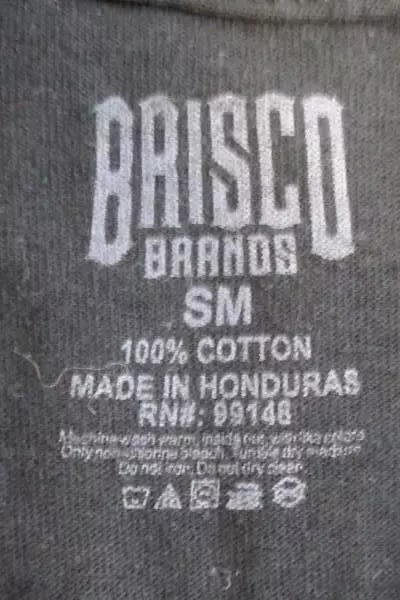 BRISCO
BRANDS
SM
100% COTTON
MADE IN HONDURAS
RN#: 99146
Machine wash warm, inside out, with like colors
Only non-chlorine bleach, Tumble dry medium
Do not iron. Do not dry clean